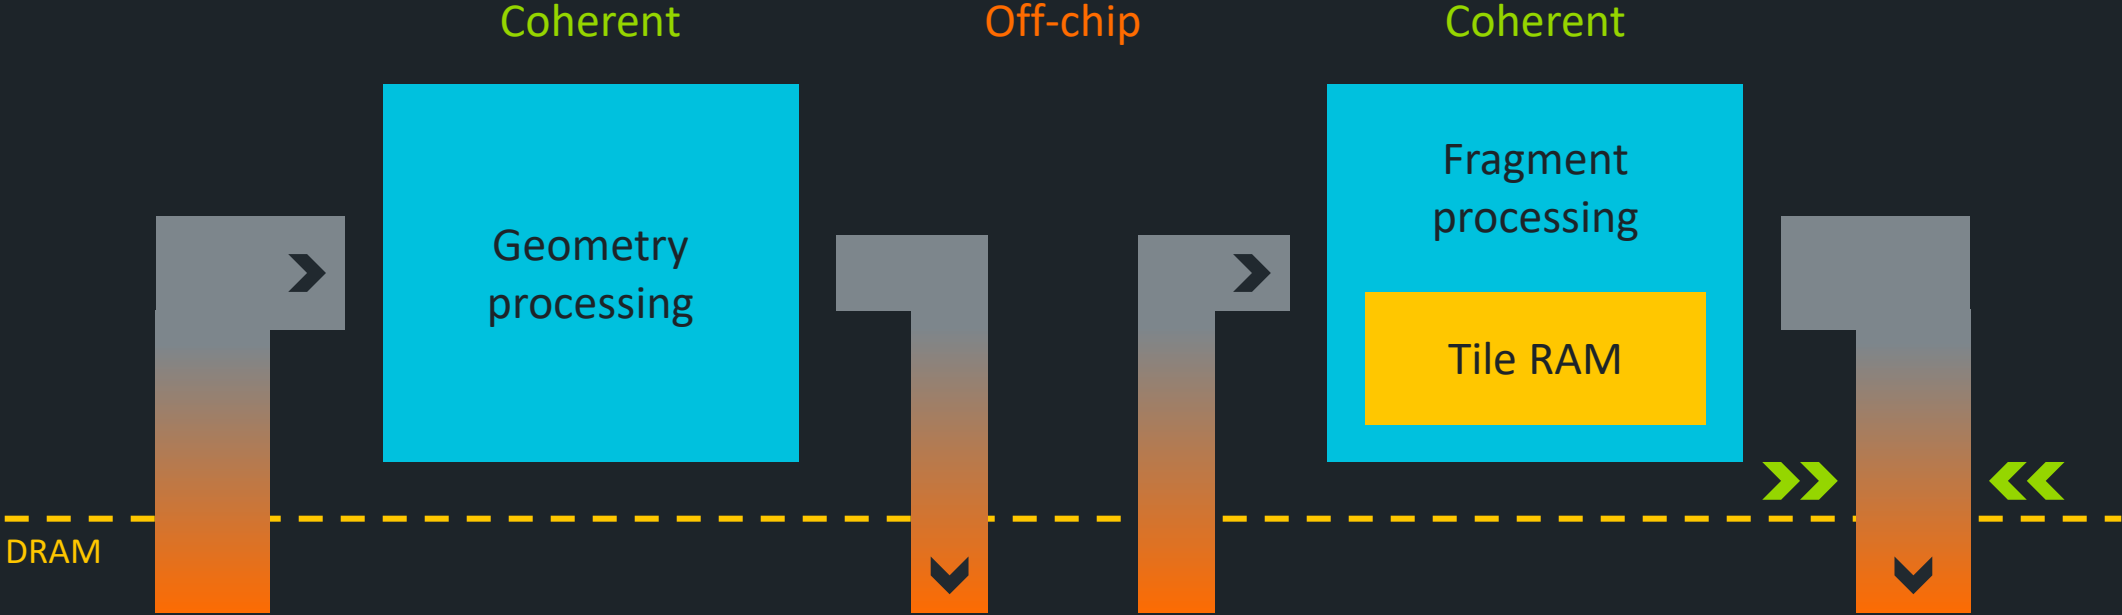 Coherent
Off-chip
Coherent
Geometry
processing
Fragment
processing
Tile RAM
DRAM